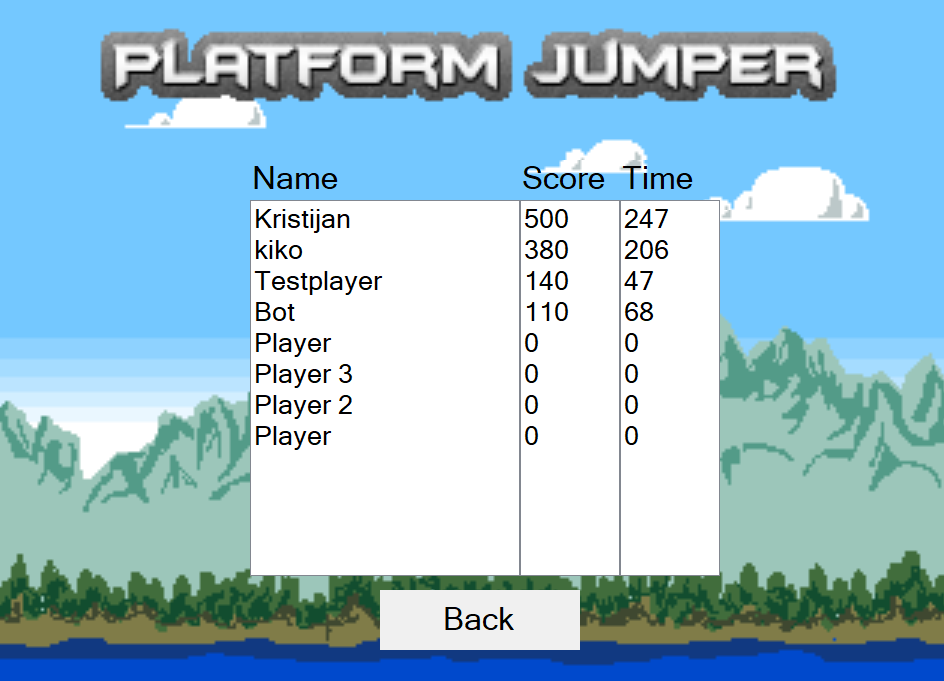 PLATFORM JUMPER
Name Score Time
Kristijan 500 247
kiko 380 206
Testplayer 140 47
Bot 110 68
Player 0 0
Player 3 0 0
Player 2 0 0
Player 0 0
Back